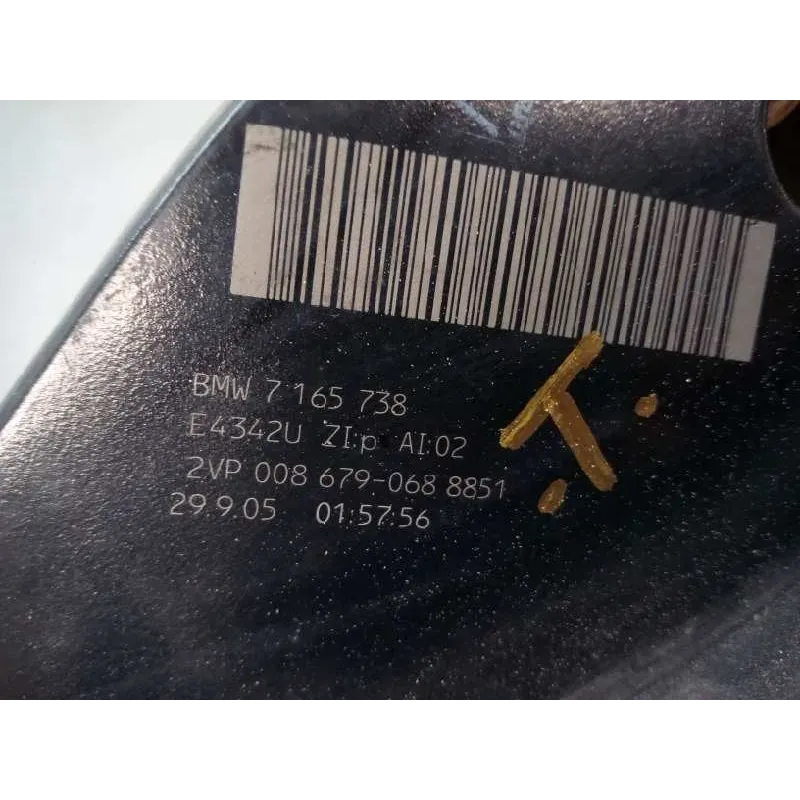 BMW 7 165 738
E4342U ZI:p AI:02
2VP 008 679-068 8851
29.9.05 01:57:56
T.